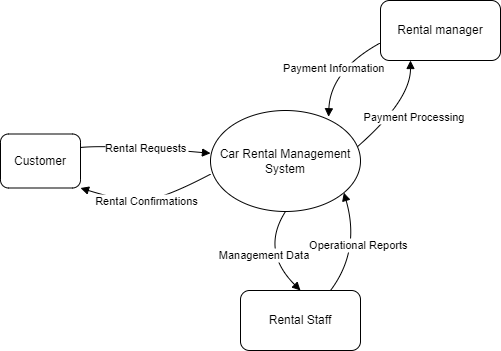 Rental manager
Payment Information
Payment Processing
Rental Requests
Car Rental Management
System
Customer
Rental Confirmations
Operational Reports
Management Data
Rental Staff